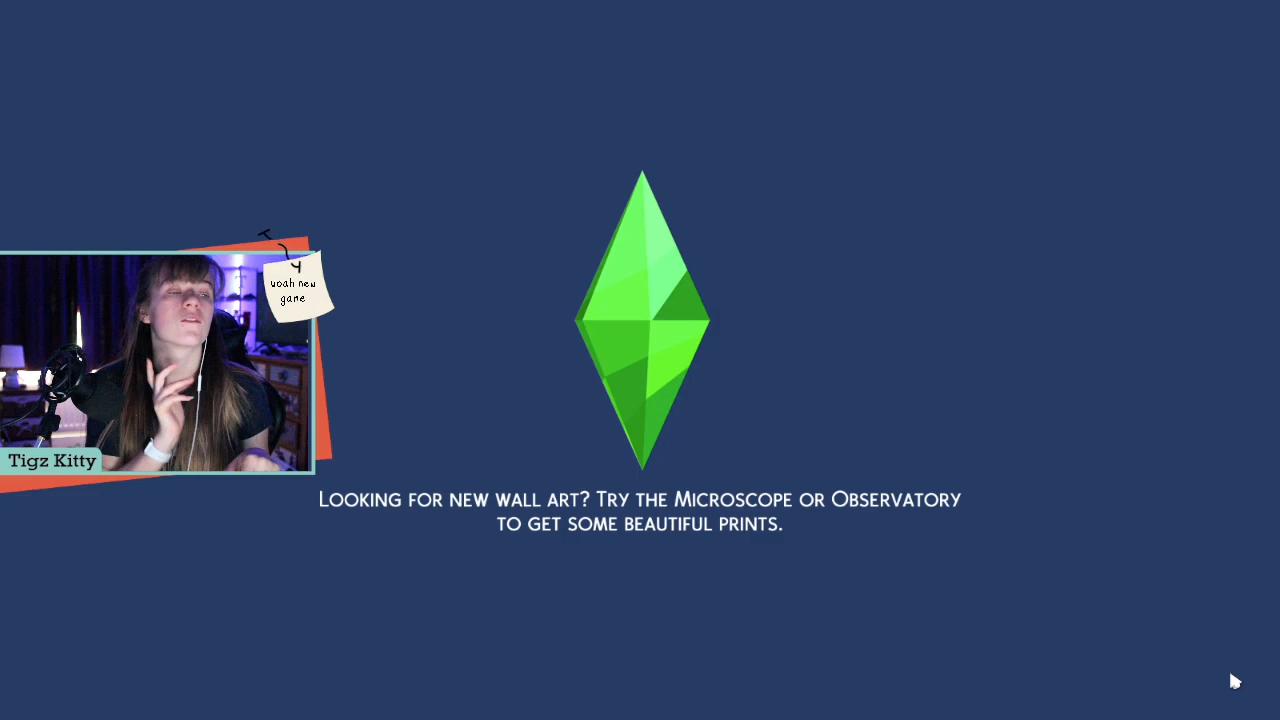 woah new
game
Tigz Kitty
LOOKING FOR NEW WALL ART? TRY THE MICROSCOPE OR OBSERVATORY
TO GET SOME BEAUTIFUL PRINTS.